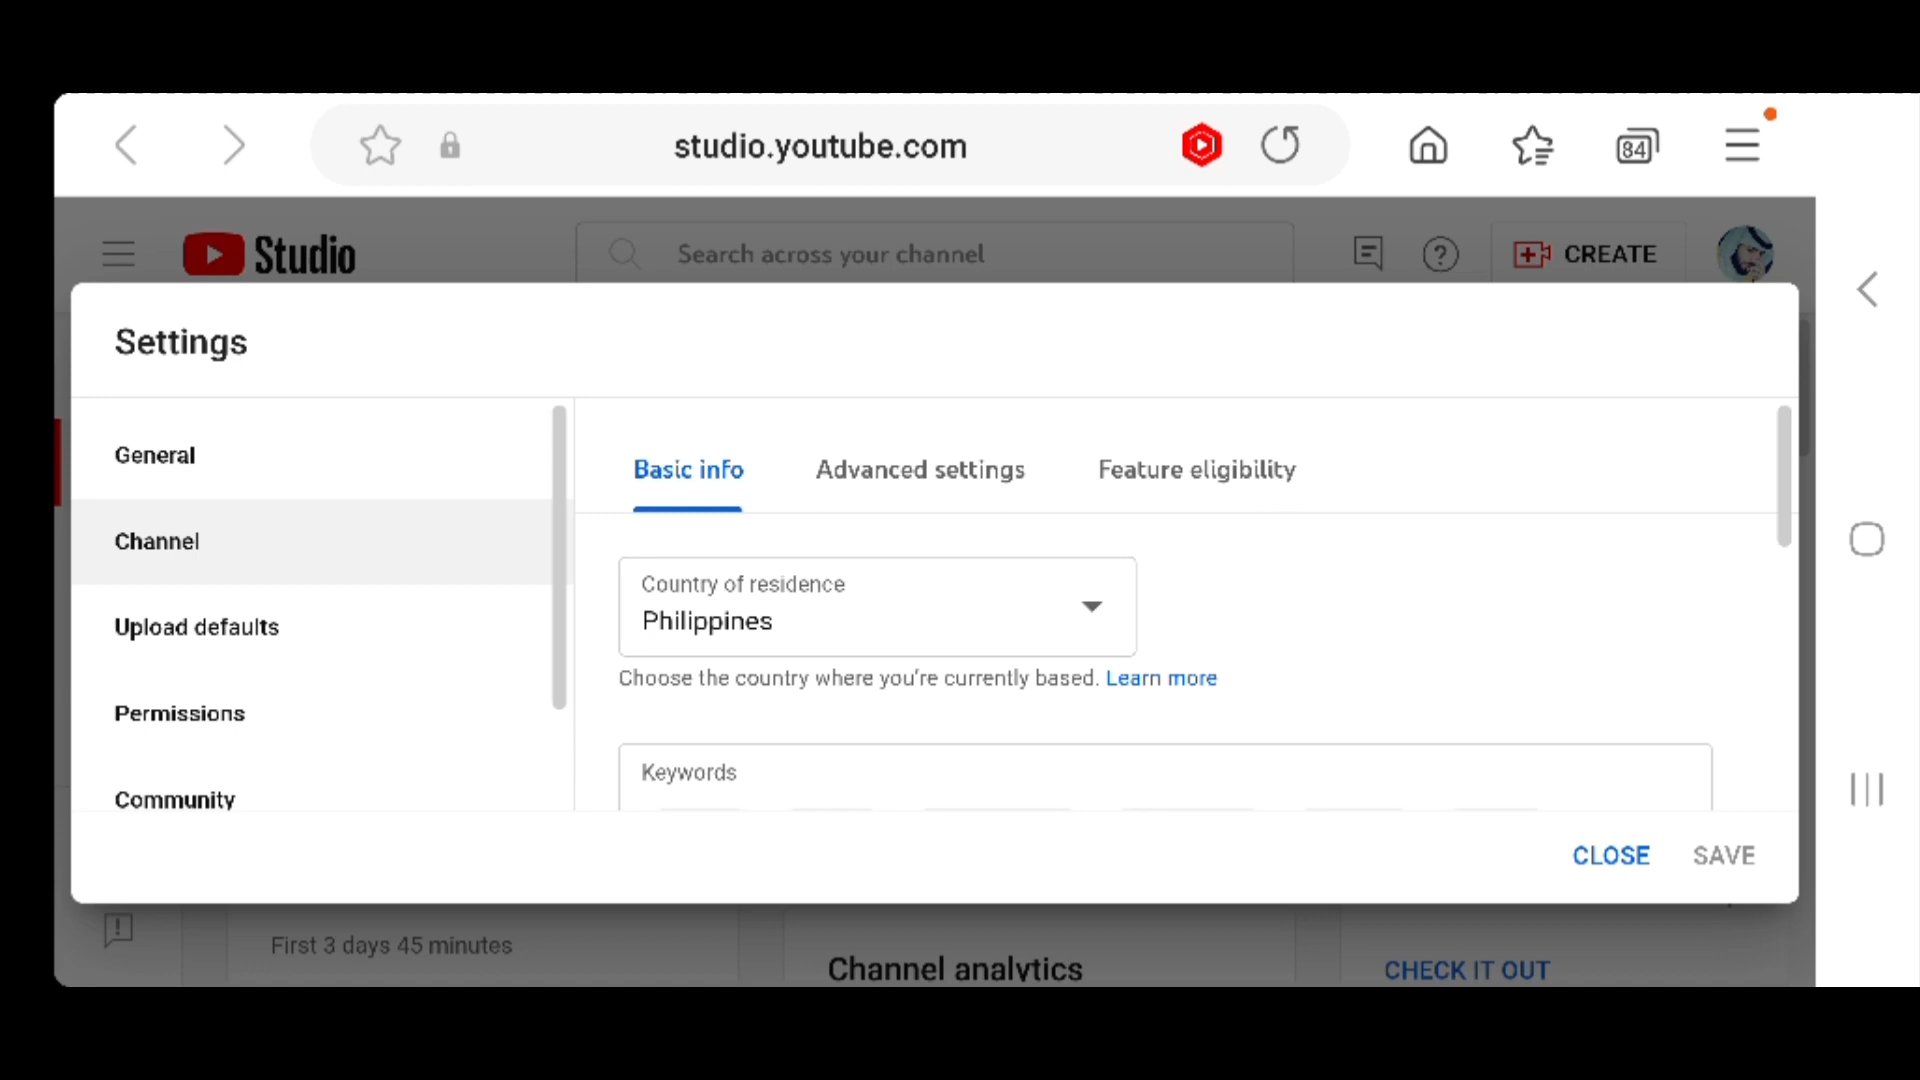 studio.youtube.com
84
Studio
Search across your channel
CREATE
Settings
General
Channel
Upload defaults
Permissions
Community
Basic info
Advanced settings
Feature eligibility
Country of residence
Philippines
Choose the country where you're currently based. Learn more
Keywords
CLOSE
SAVE
First 3 days 45 minutes
Channel analytics
CHECK IT OUT